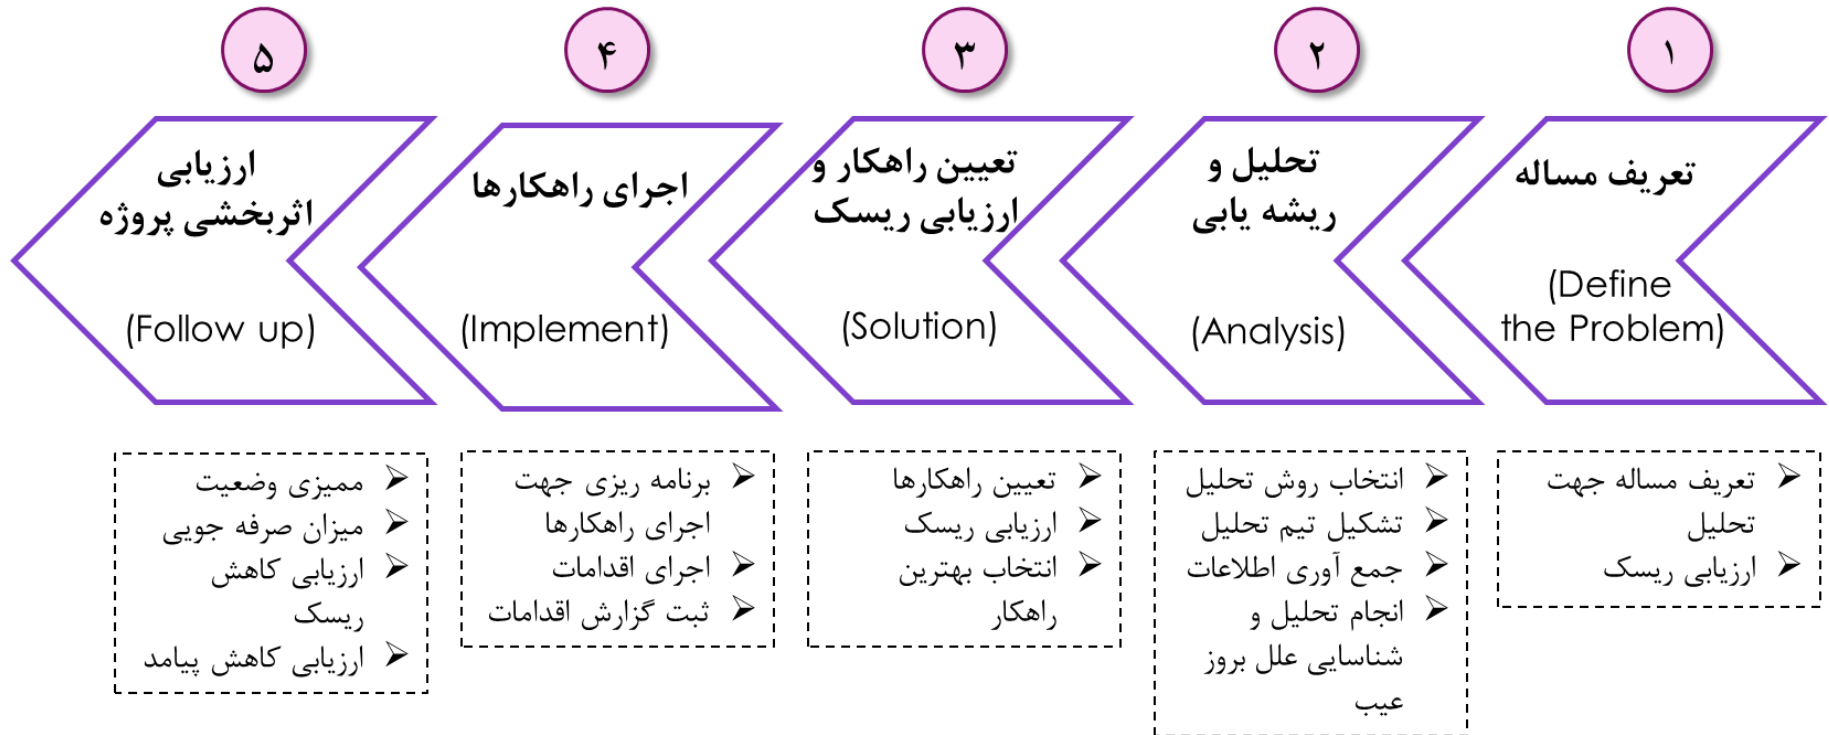 ۱
تعریف مساله
(Define
the Problem)
➢ تعریف مساله جهت
تحلیل
➢ ارزیابی ریسک
۲
تحلیل و
ریشه یابی
(Analysis)
➢ انتخاب روش تحلیل
➢ تشکیل تیم تحلیل
➢ جمع آوری اطلاعات
➢ انجام تحلیل و
شناسایی علل بروز
عیب
۳
تعیین راهکار و
ارزیابی ریسک
(Solution)
➢ تعیین راهکارها
➢ ارزیابی ریسک
➢ انتخاب بهترین
راهکار
۴
اجرای راهکارها
(Implement)
➢ برنامه ریزی جهت
اجرای راهکارها
➢ اجرای اقدامات
➢ ثبت گزارش اقدامات
۵
ارزیابی
اثربخشی پروژه
(Follow up)
➢ ممیزی وضعیت
➢ میزان صرفه جویی
➢ ارزیابی کاهش
ریسک
➢ ارزیابی کاهش پیامد